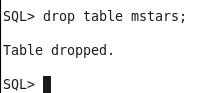 SQL> drop table mstars;
Table dropped.
SQL>